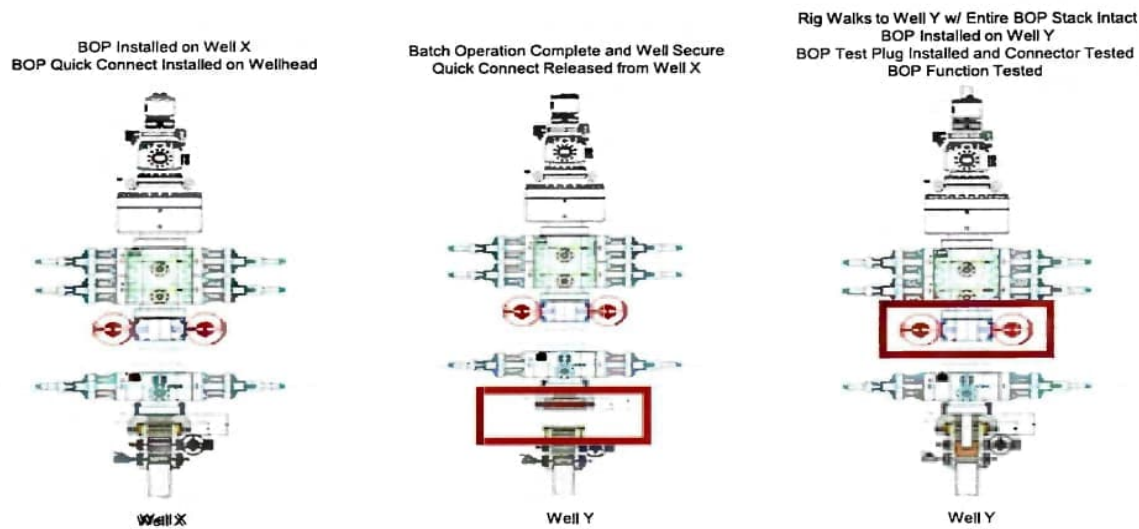 BOP Installed on Well X
BOP Quick Connect Installed on Wellhead
Batch Operation Complete and Well Secure
Quick Connect Released from Well X
Rig Walks to Well Y w/ Entire BOP Stack Intact
BOP Installed on Well Y
BOP Test Plug Installed and Connector Tested
BOP Function Tested
Well X
Well Y
Well Y